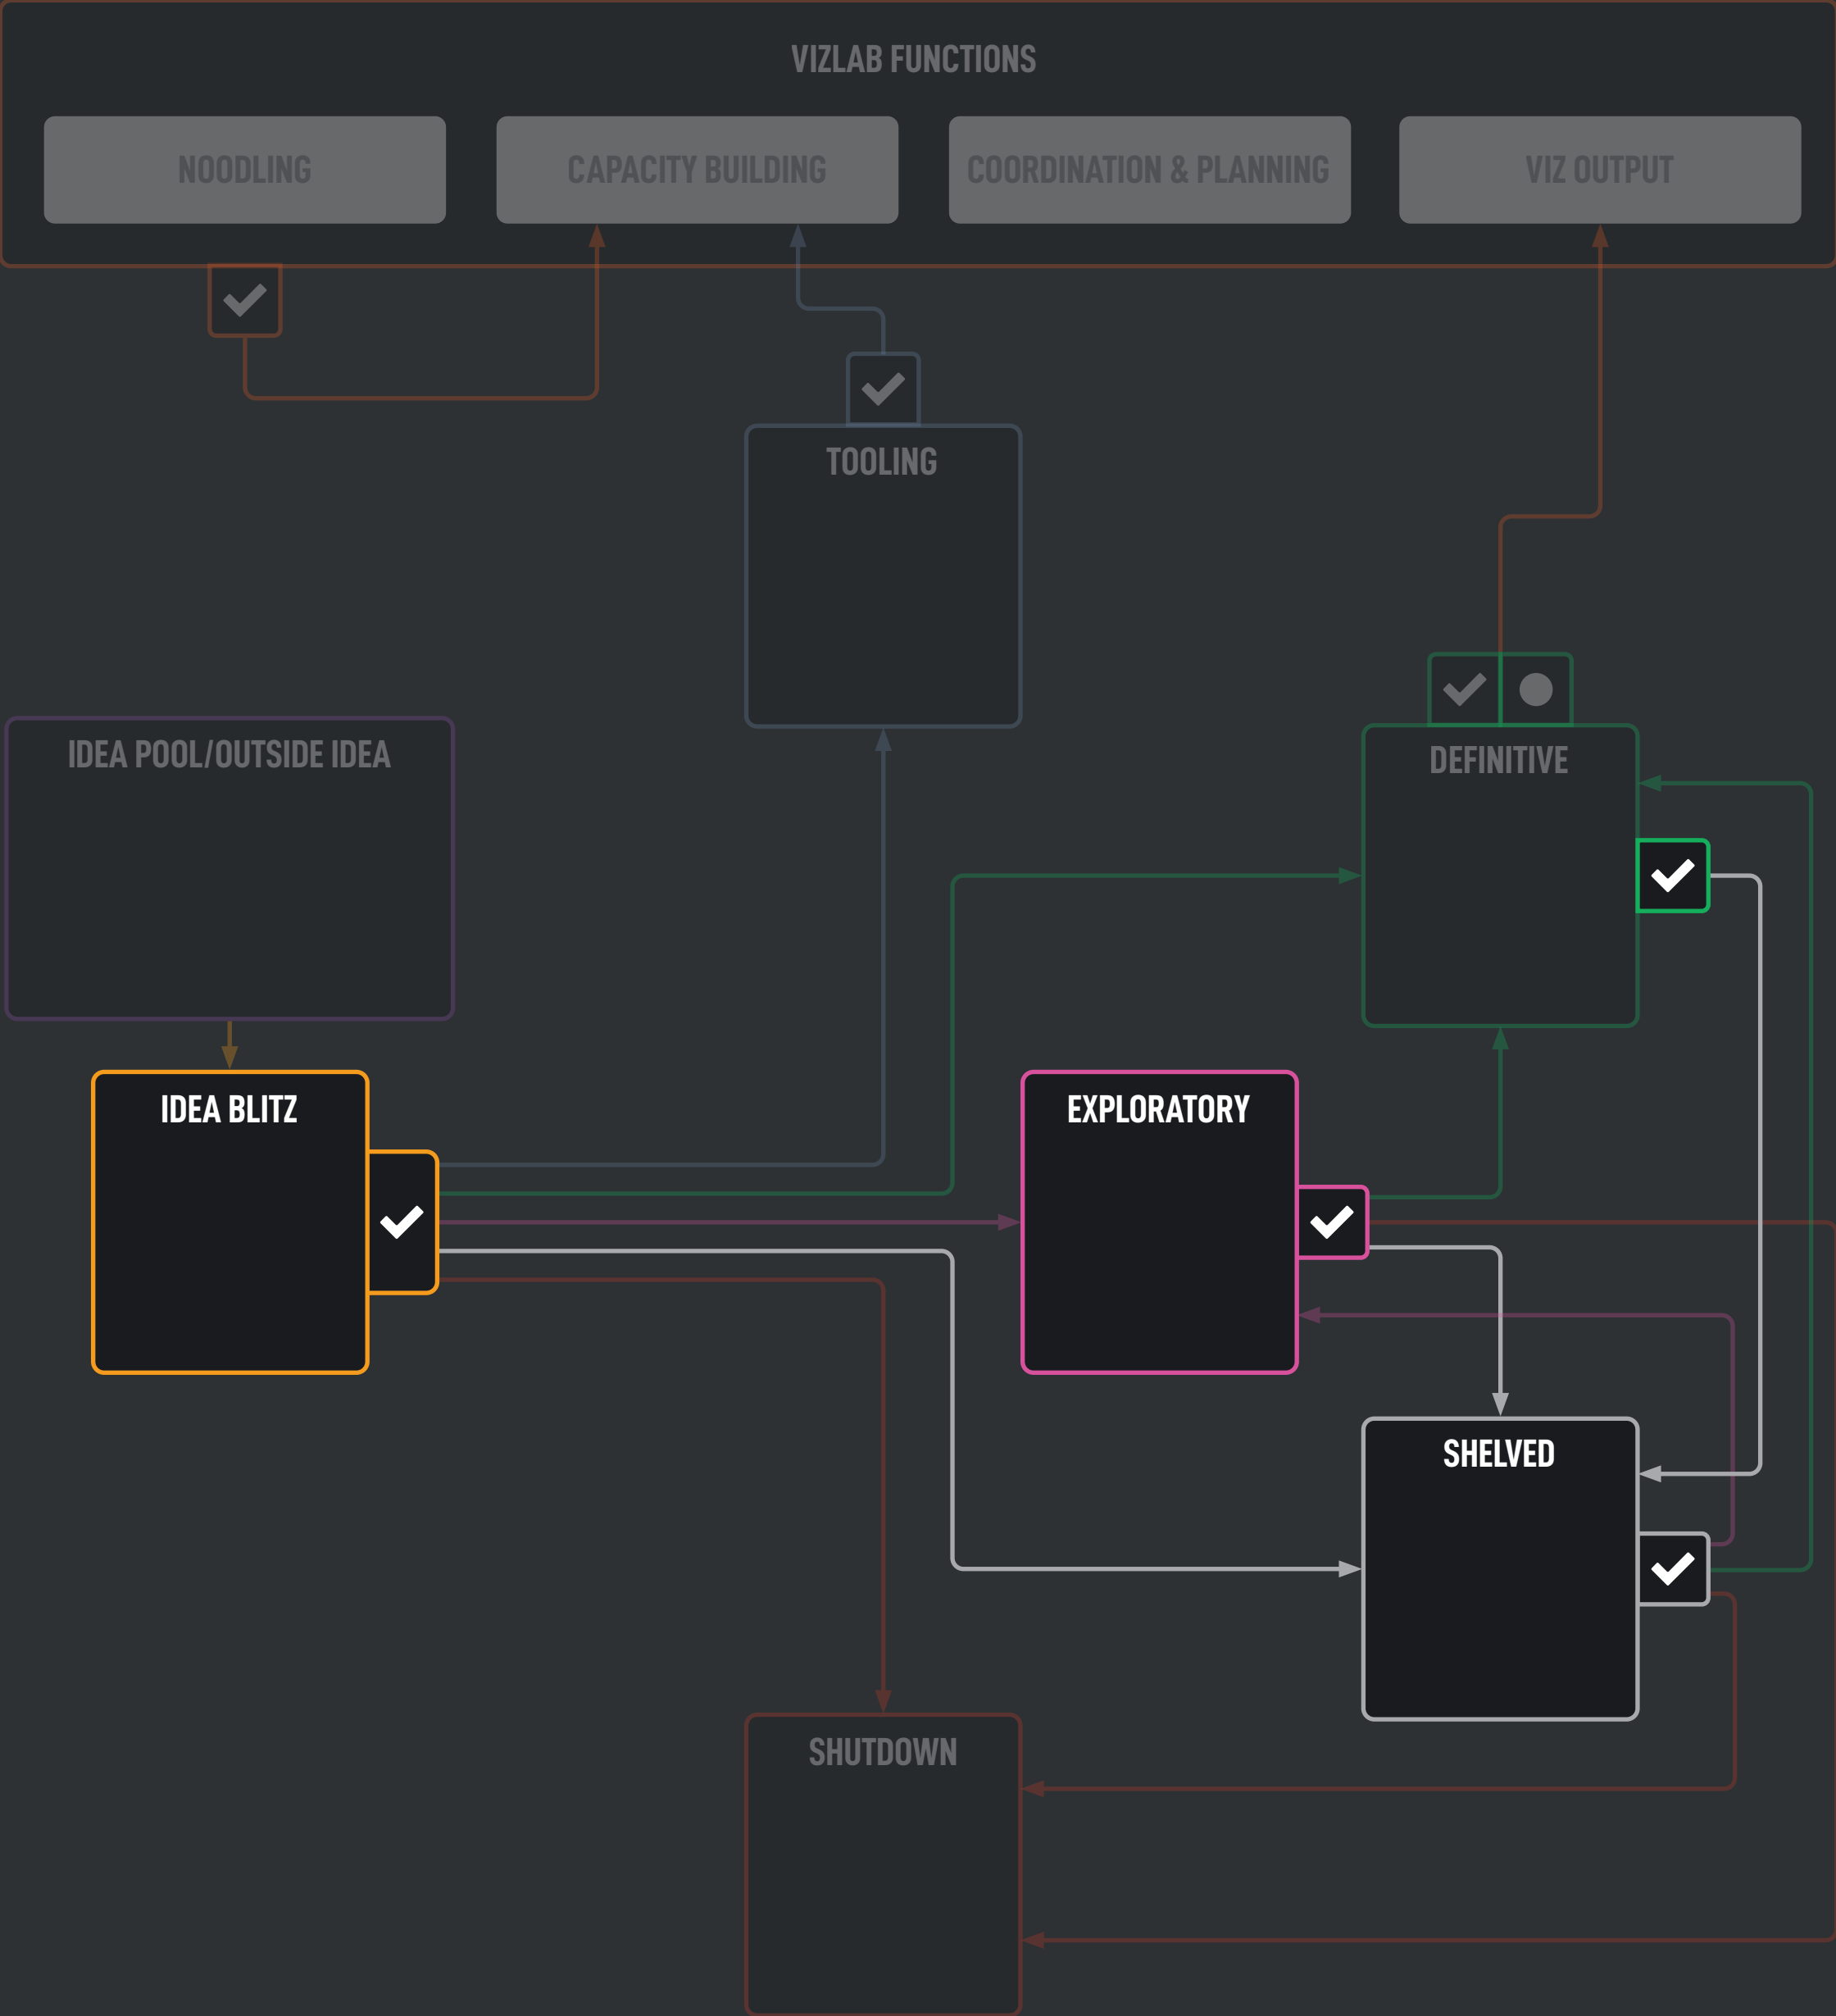 VIZLAB FUNCTIONS
NOODLING
CAPACITY BUILDING
COORDINATION & PLANNING
VIZ OUTPUT
TOOLING
IDEA POOL/OUTSIDE IDEA
DEFINITIVE
IDEA BLITZ
EXPLORATORY
SHELVED
SHUTDOWN